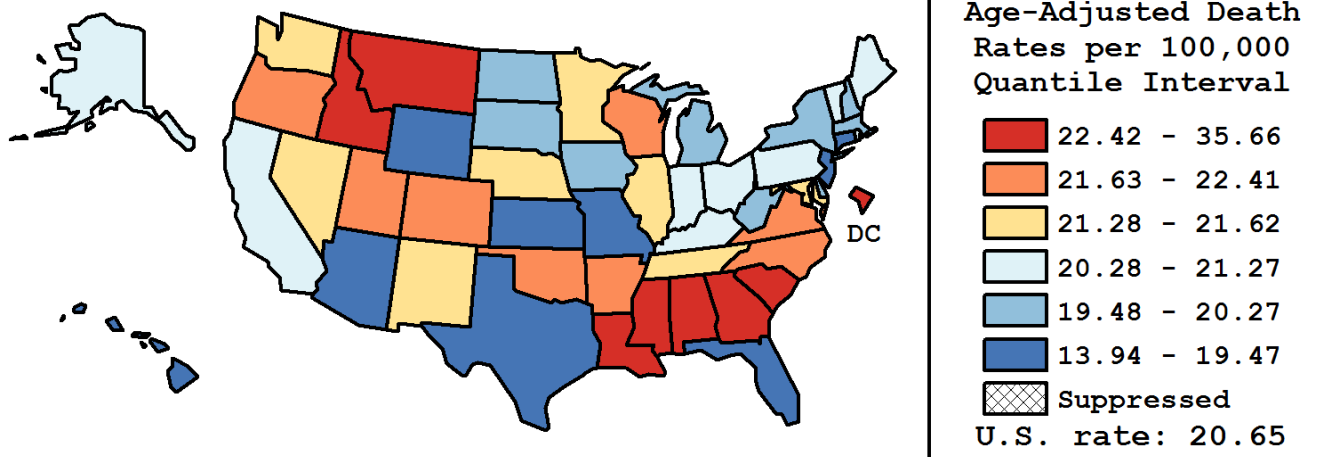 DC
Age-Adjusted Death
Rates per 100,000
Quantile Interval
22.42 - 35.66
21.63 - 22.41
21.28 - 21.62
20.28 - 21.27
19.48 - 20.27
13.94 - 19.47
Suppressed
U.S. rate: 20.65